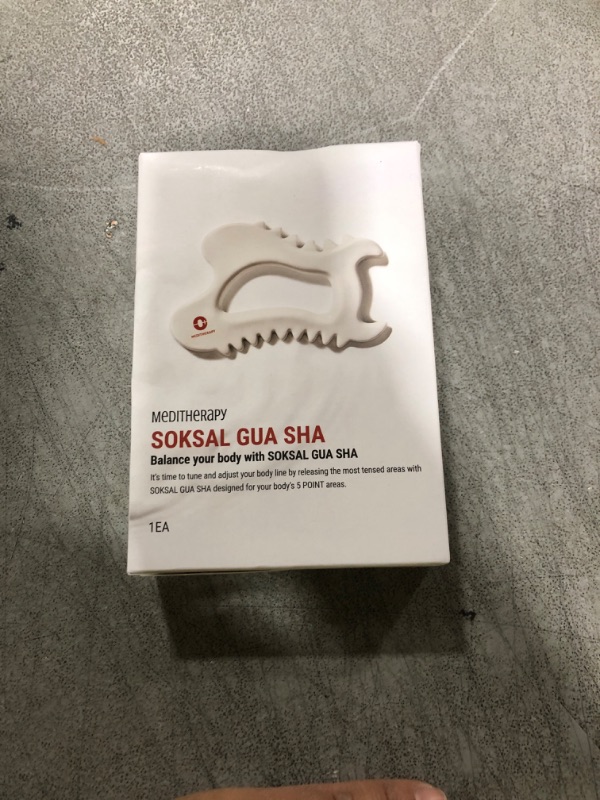 MEDITHERAPY
MEDITHERAPY
SOKSAL GUA SHA
Balance your body with SOKSAL GUA SHA
It's time to tune and adjust your body line by releasing the most tensed areas with
SOKSAL GUA SHA designed for your body's 5 POINT areas.
1EA